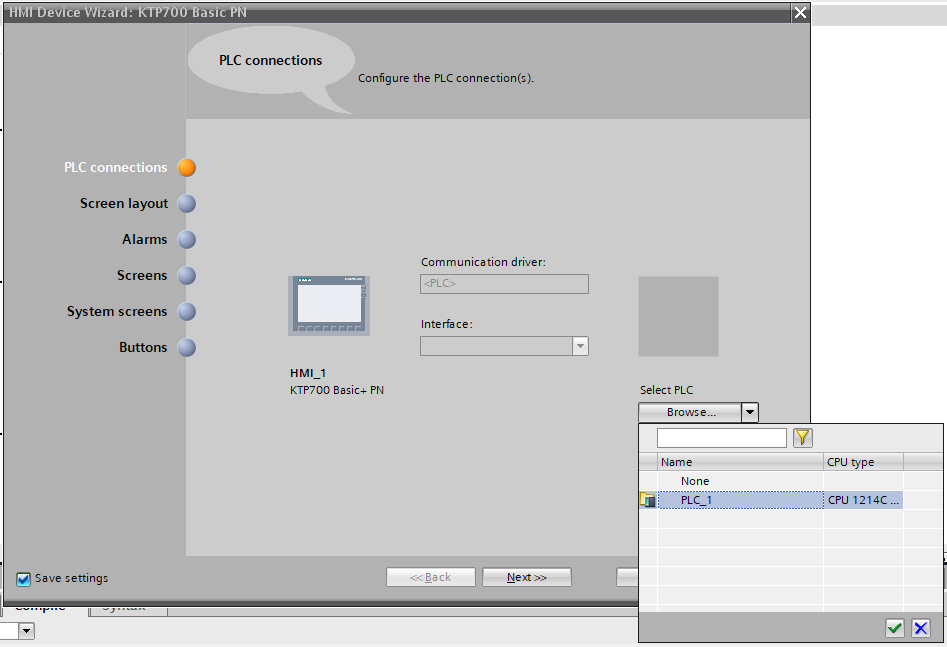 HMI Device Wizard: KTP700 Basic PN
PLC connections
Configure the PLC connection(s).
PLC connections
Screen layout
Alarms
Screens
System screens
Buttons
Communication driver:
<PLC>
Interface:
HMI_1
KTP700 Basic+ PN
Select PLC
Browse...
Name CPU type
None
PLC_1 CPU 1214C ...
Save settings
<< Back
Next >>
Compile Syntax